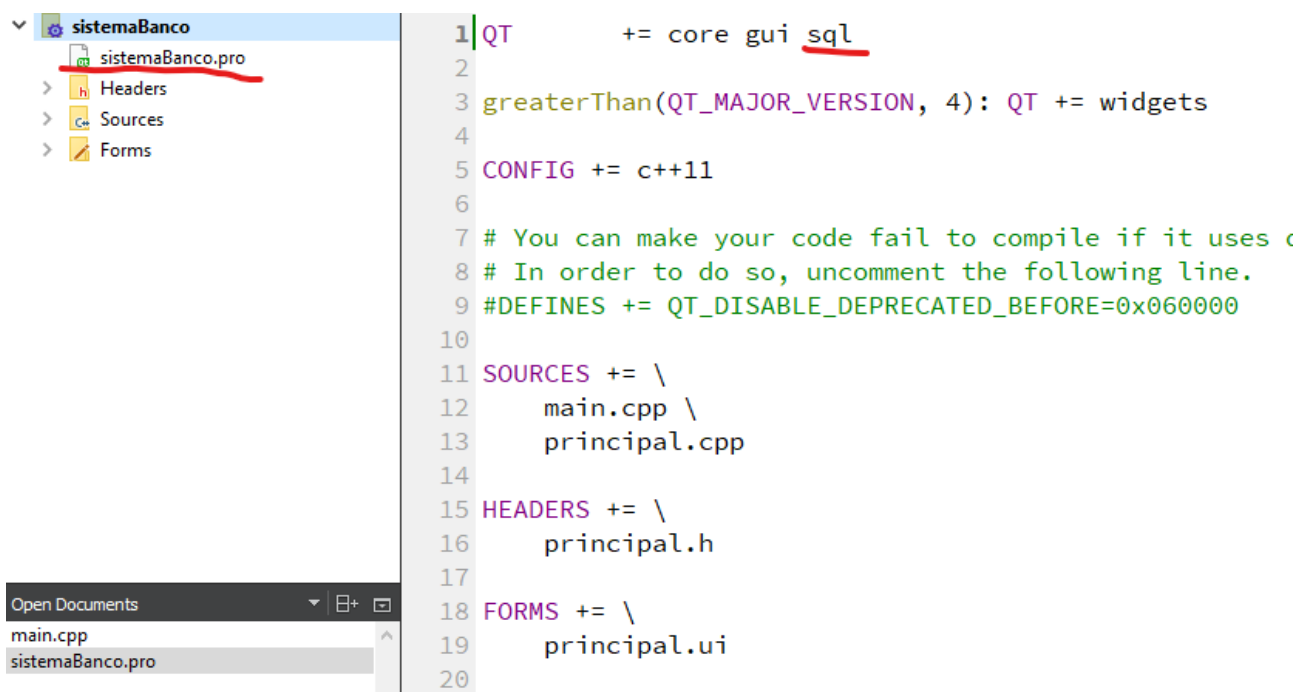 sistemaBanco
sistemaBanco.pro
Headers
Sources
Forms
Open Documents
main.cpp
sistemaBanco.pro
1 QT       += core gui sql
2
3 greaterThan(QT_MAJOR_VERSION, 4): QT += widgets
4
5 CONFIG += c++11
6
7 # You can make your code fail to compile if it uses
8 # In order to do so, uncomment the following line.
9 #DEFINES += QT_DISABLE_DEPRECATED_BEFORE=0x060000
10
11 SOURCES += \
12     main.cpp \
13     principal.cpp
14
15 HEADERS += \
16     principal.h
17
18 FORMS += \
19     principal.ui
20